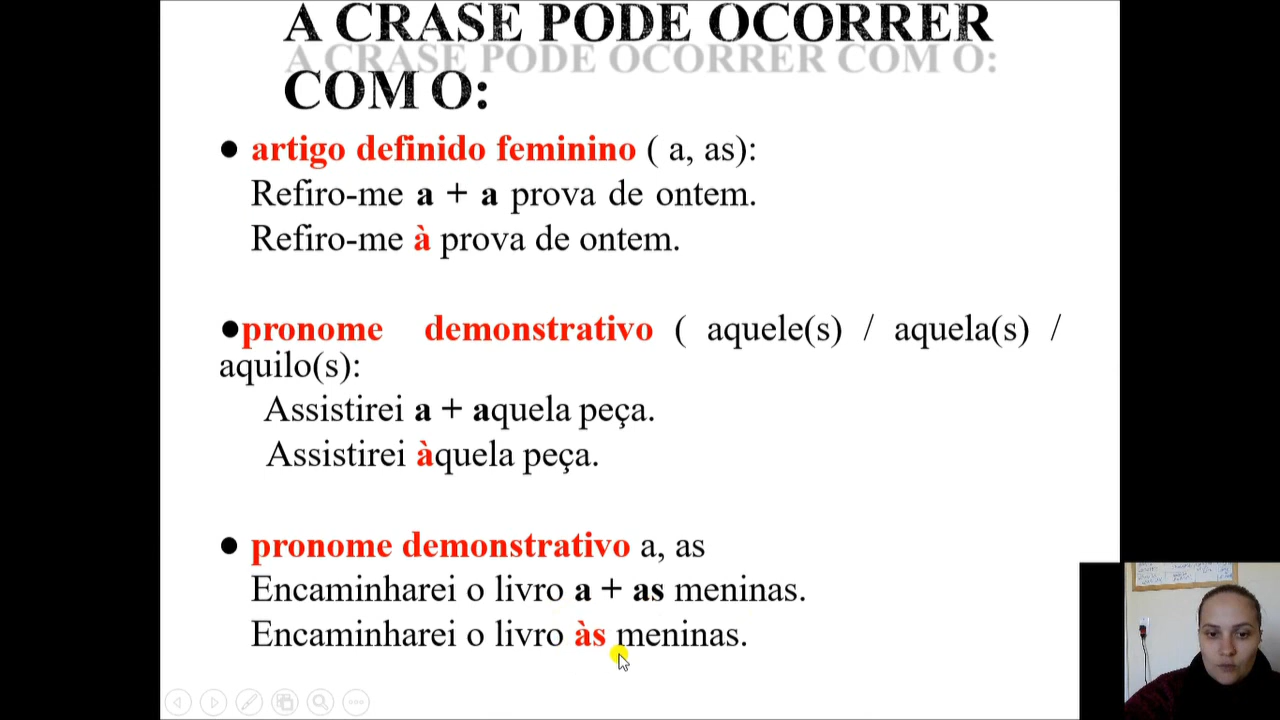 A CRASE PODE OCORRER
A CRASE PODE OCORRER COM O:
COM O:
● artigo definido feminino ( a, as):
Refiro-me a + a prova de ontem.
Refiro-me à prova de ontem.
●pronome demonstrativo ( aquele(s) / aquela(s) /
aquilo(s):
Assistirei a + aquela peça.
Assistirei àquela peça.
● pronome demonstrativo a, as
Encaminharei o livro a + as meninas.
Encaminharei o livro às meninas.